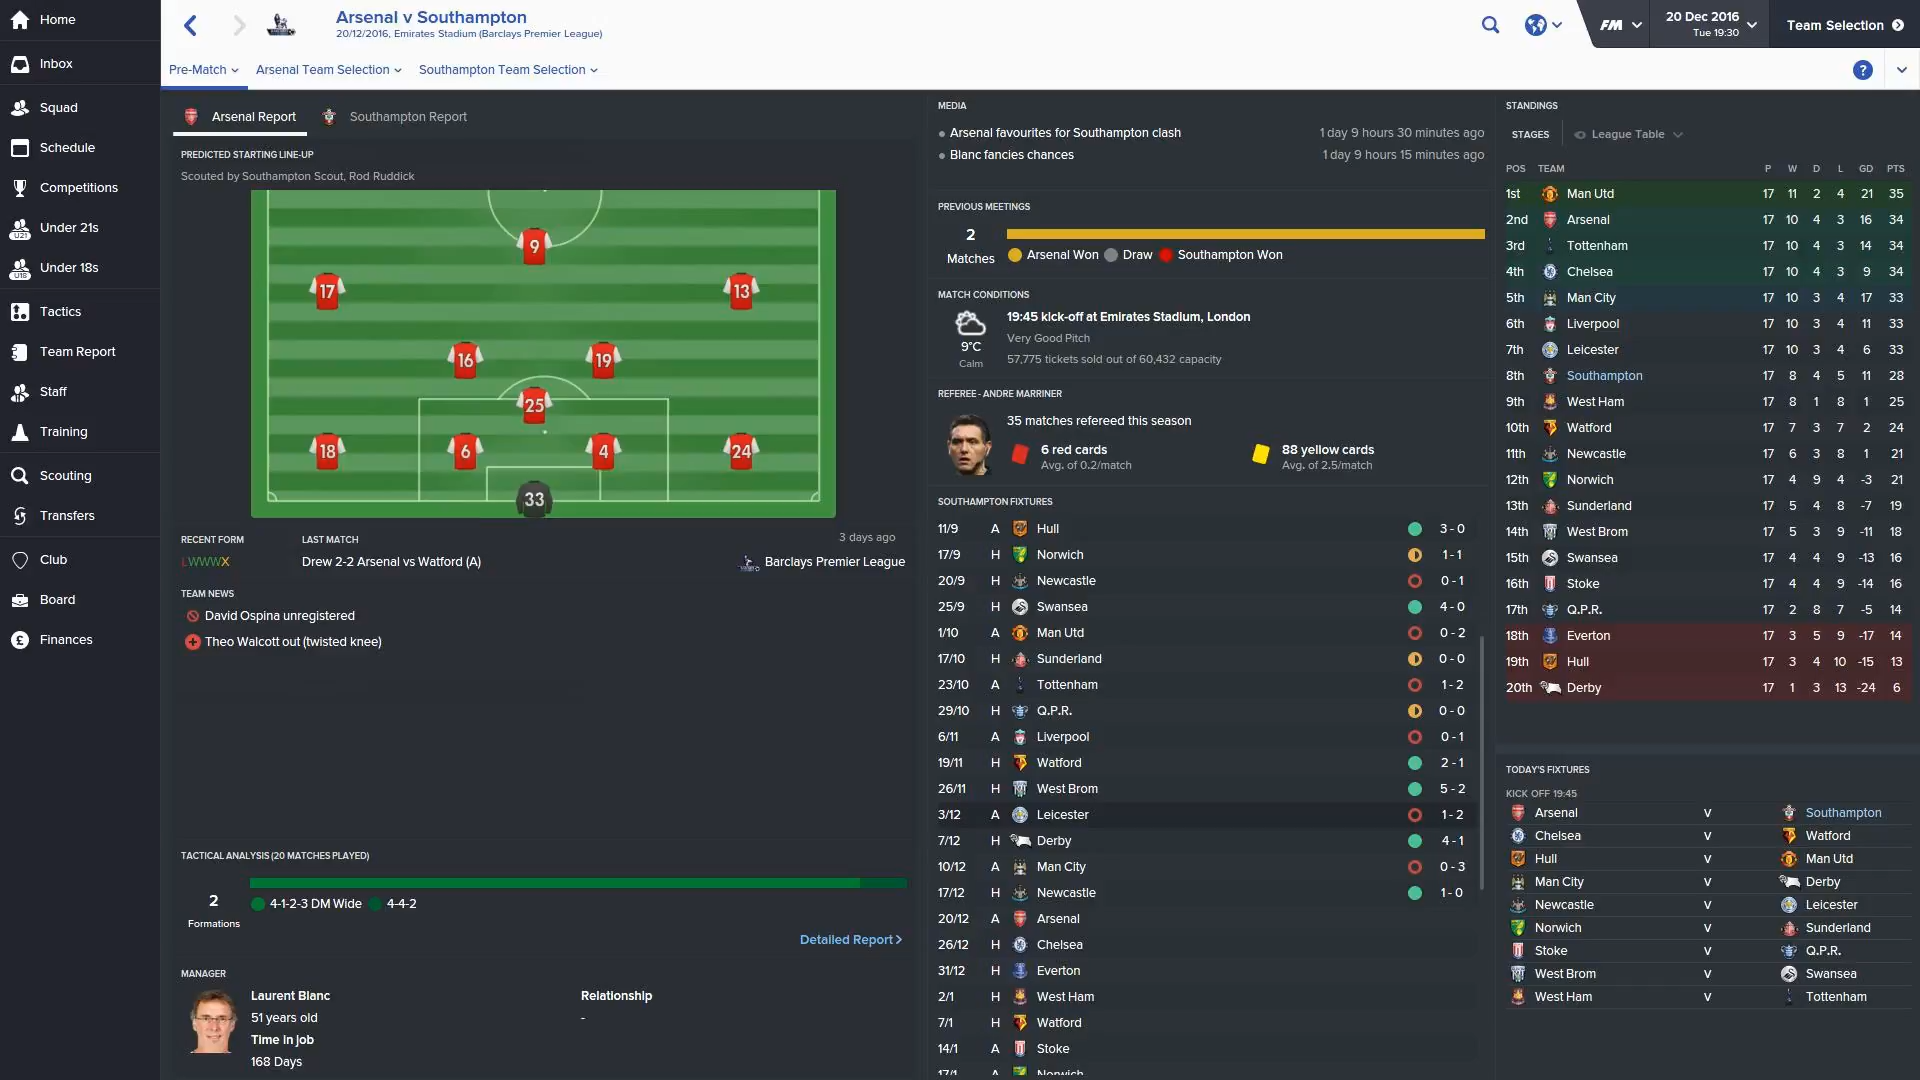 Home
Inbox
Squad
Schedule
Competitions
Under 21s
Under 18s
Tactics
Team Report
Staff
Training
Scouting
Transfers
Club
Board
Finances
Arsenal v Southampton
20/12/2016, Emirates Stadium (Barclays Premier League)
FM
20 Dec 2016
Tue 19:30
Team Selection
Pre-Match
Arsenal Team Selection
Southampton Team Selection
?
Arsenal Report
Southampton Report
PREDICTED STARTING LINE-UP
Scouted by Southampton Scout, Rod Ruddick
9
17 13
16 19
25
18 6 4 24
33
RECENT FORM
LWWWX
LAST MATCH
3 days ago
Drew 2-2 Arsenal vs Watford (A)
Barclays Premier League
TEAM NEWS
David Ospina unregistered
Theo Walcott out (twisted knee)
TACTICAL ANALYSIS (20 MATCHES PLAYED)
2
Formations
4-1-2-3 DM Wide 4-4-2
Detailed Report >
MANAGER
Laurent Blanc
51 years old
Time in job
168 Days
Relationship
-
MEDIA
Arsenal favourites for Southampton clash 1 day 9 hours 30 minutes ago
Blanc fancies chances 1 day 9 hours 15 minutes ago
PREVIOUS MEETINGS
2
Matches
Arsenal Won Draw Southampton Won
MATCH CONDITIONS
9°C
Calm
19:45 kick-off at Emirates Stadium, London
Very Good Pitch
57,775 tickets sold out of 60,432 capacity
REFEREE - ANDRE MARRINER
35 matches refereed this season
6 red cards
Avg. of 0.2/match
88 yellow cards
Avg. of 2.5/match
SOUTHAMPTON FIXTURES
11/9 A Hull 3 - 0
17/9 H Norwich 1 - 1
20/9 H Newcastle 0 - 1
25/9 H Swansea 4 - 0
1/10 A Man Utd 0 - 2
17/10 H Sunderland 0 - 0
23/10 A Tottenham 1 - 2
29/10 H Q.P.R. 0 - 0
6/11 A Liverpool 0 - 1
19/11 H Watford 2 - 1
26/11 H West Brom 5 - 2
3/12 A Leicester 1 - 2
7/12 H Derby 4 - 1
10/12 A Man City 0 - 3
17/12 H Newcastle 1 - 0
20/12 A Arsenal
26/12 H Chelsea
31/12 H Everton
2/1 H West Ham
7/1 H Watford
14/1 A Stoke
17/1 A Norwich
STANDINGS
STAGES League Table
POS TEAM P W D L GD PTS
1st Man Utd 17 11 2 4 21 35
2nd Arsenal 17 10 4 3 16 34
3rd Tottenham 17 10 4 3 14 34
4th Chelsea 17 10 4 3 9 34
5th Man City 17 10 3 4 17 33
6th Liverpool 17 10 3 4 11 33
7th Leicester 17 10 3 4 6 33
8th Southampton 17 8 4 5 11 28
9th West Ham 17 8 1 8 1 25
10th Watford 17 7 3 7 2 24
11th Newcastle 17 6 3 8 1 21
12th Norwich 17 4 9 4 -3 21
13th Sunderland 17 5 4 8 -7 19
14th West Brom 17 5 3 9 -11 18
15th Swansea 17 4 4 9 -13 16
16th Stoke 17 4 4 9 -14 16
17th Q.P.R. 17 2 8 7 -5 14
18th Everton 17 3 5 9 -17 14
19th Hull 17 3 4 10 -15 13
20th Derby 17 1 3 13 -24 6
TODAY'S FIXTURES
KICK OFF 19:45
Arsenal v Southampton
Chelsea v Watford
Hull v Man Utd
Man City v Derby
Newcastle v Leicester
Norwich v Sunderland
Stoke v Q.P.R.
West Brom v Swansea
West Ham v Tottenham